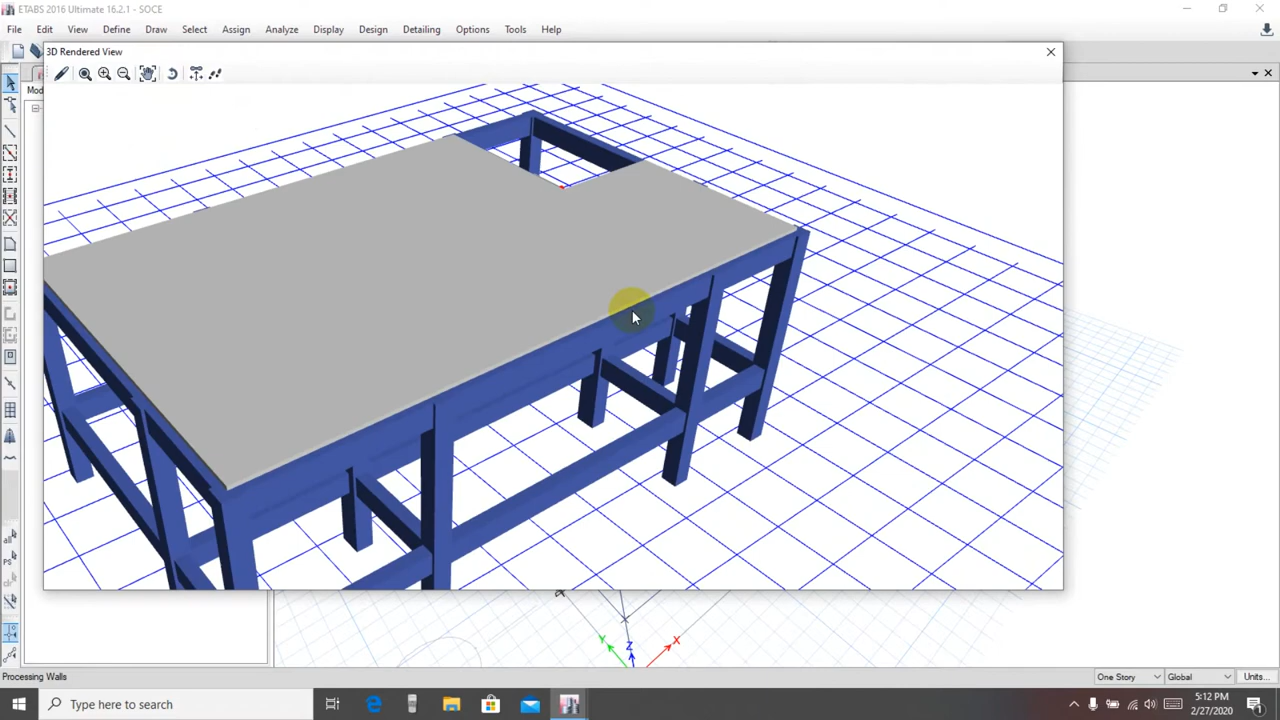 ETABS 2016 Ultimate 16.2.1 - SOCE
File Edit View Define Draw Select Assign Analyze Display Design Detailing Options Tools Help
3D Rendered View
Mod
PS
Y Z X
Processing Walls
One Story Global Units...
Type here to search
5:12 PM
2/27/2020